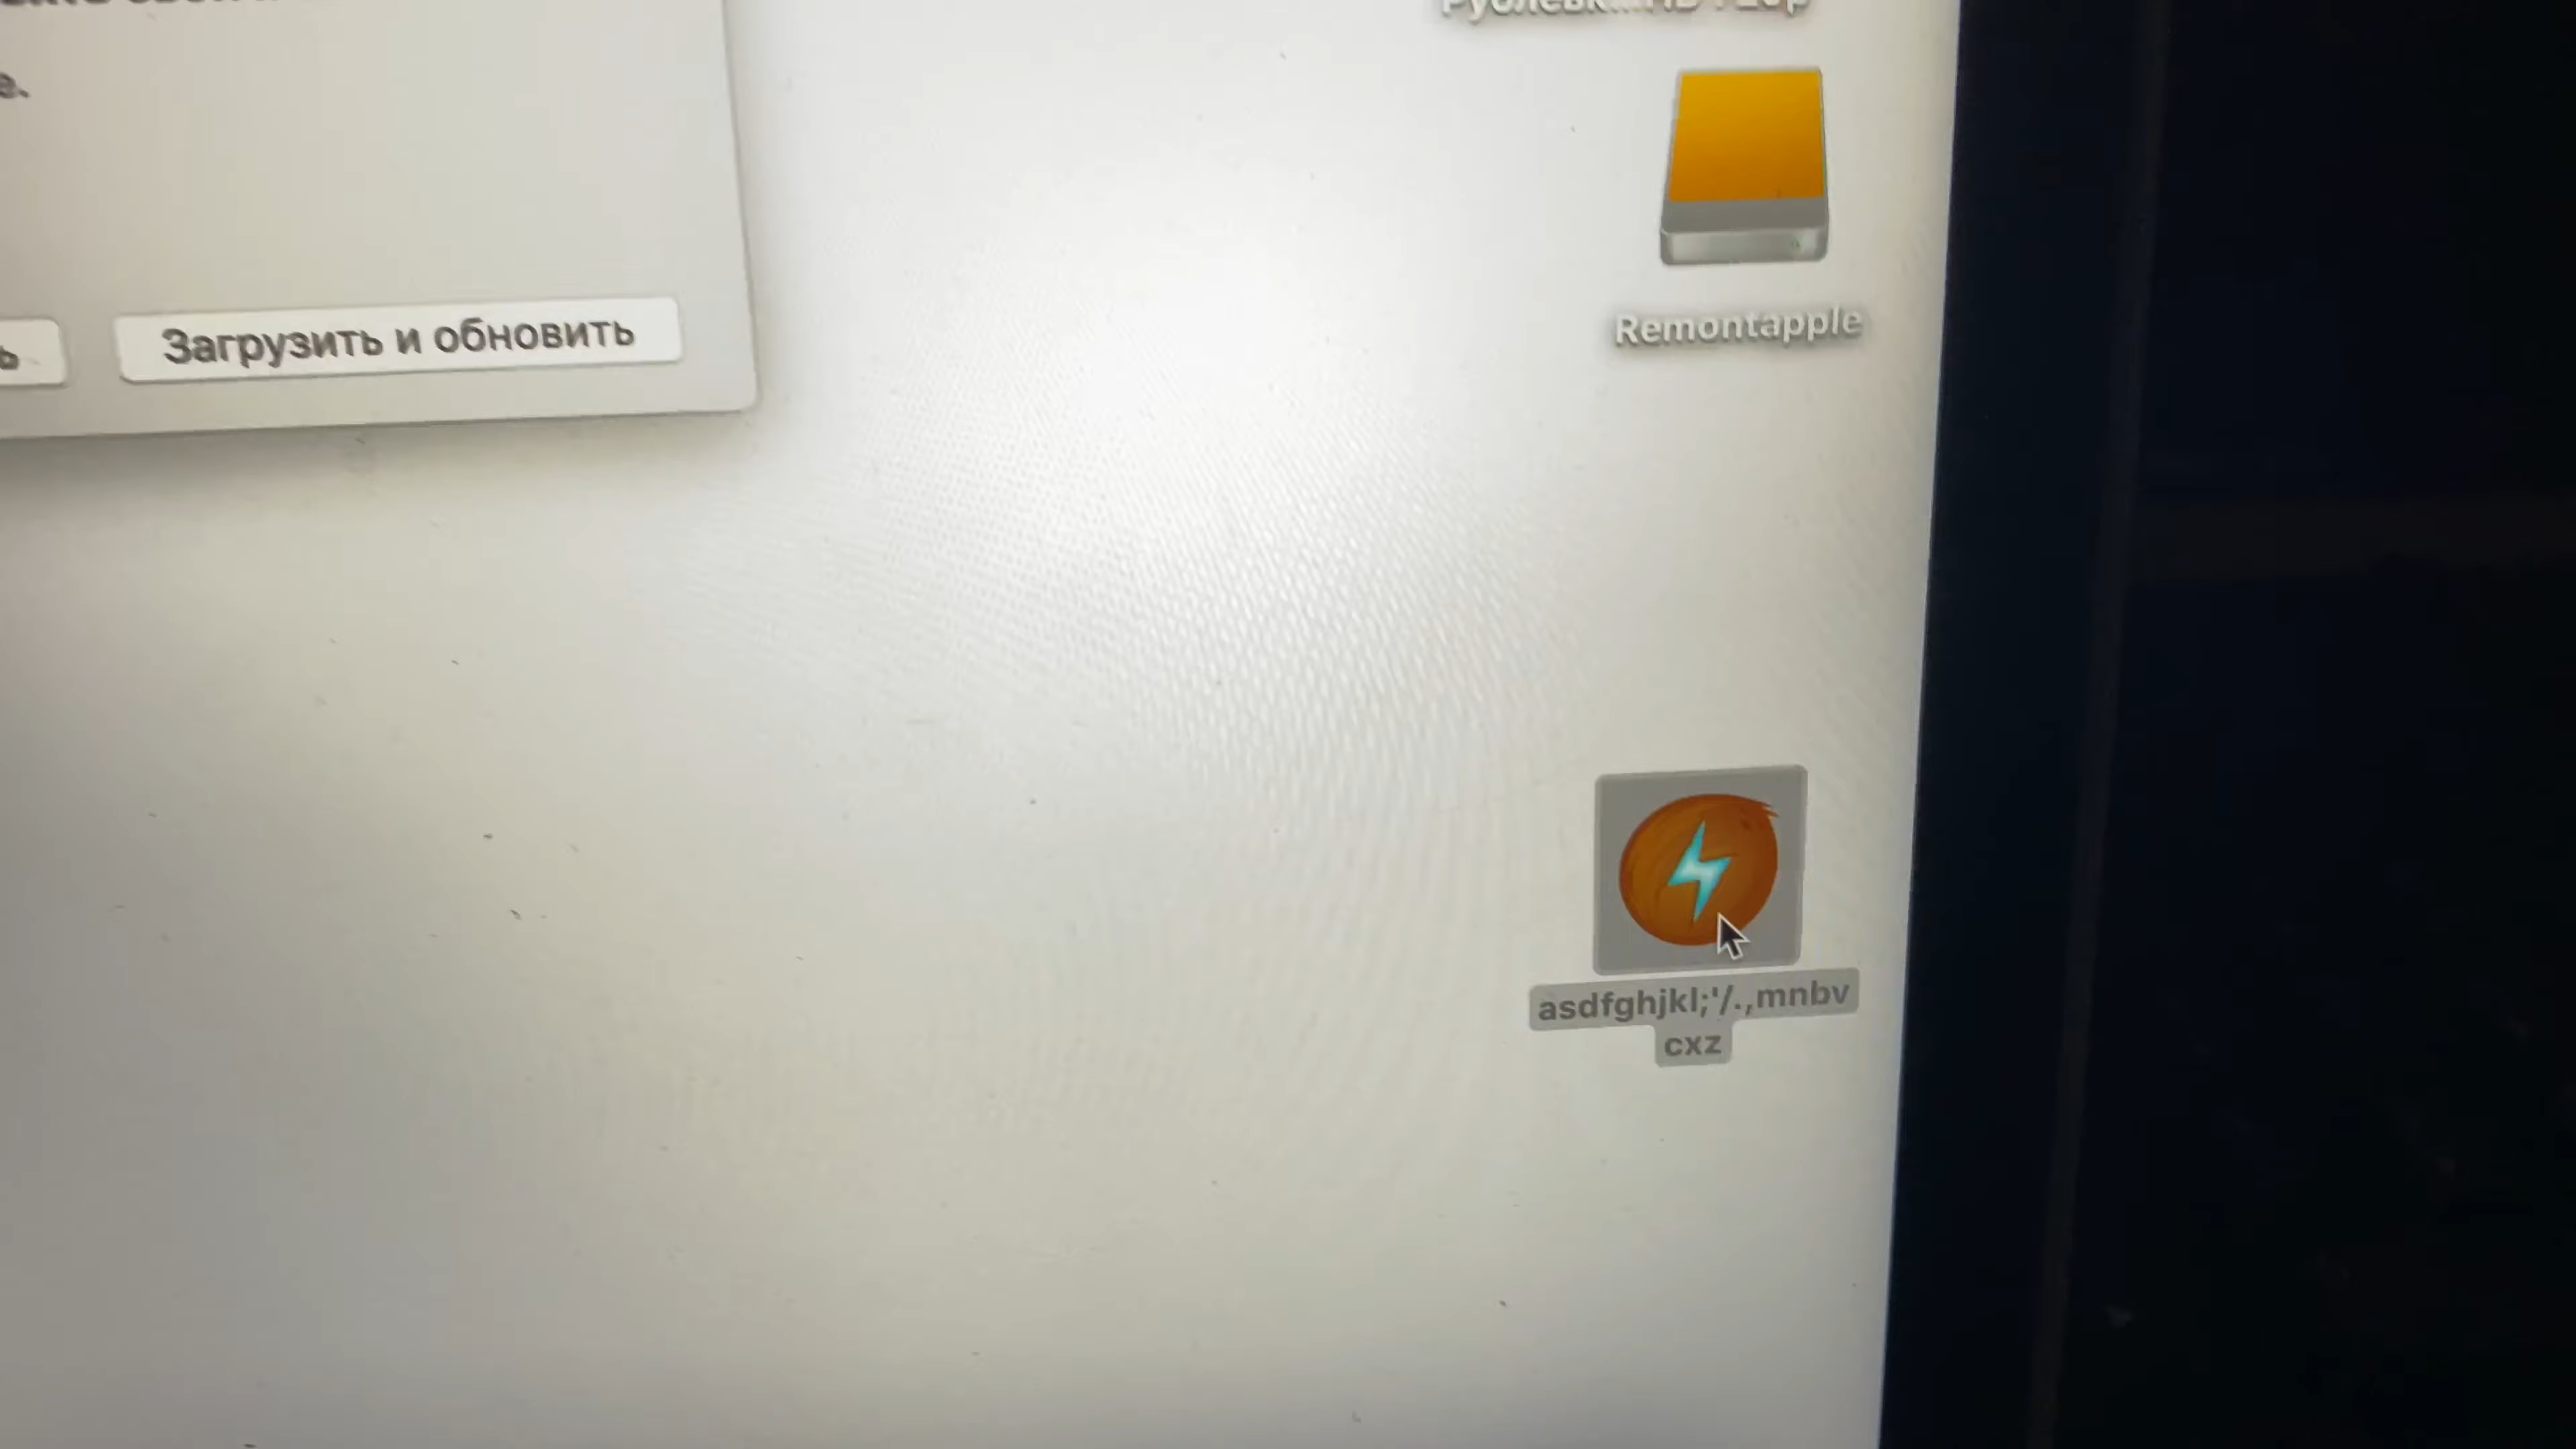 е.
Загрузить и обновить
Remontapple
asdfghjkl;'/.,mnbv
cxz